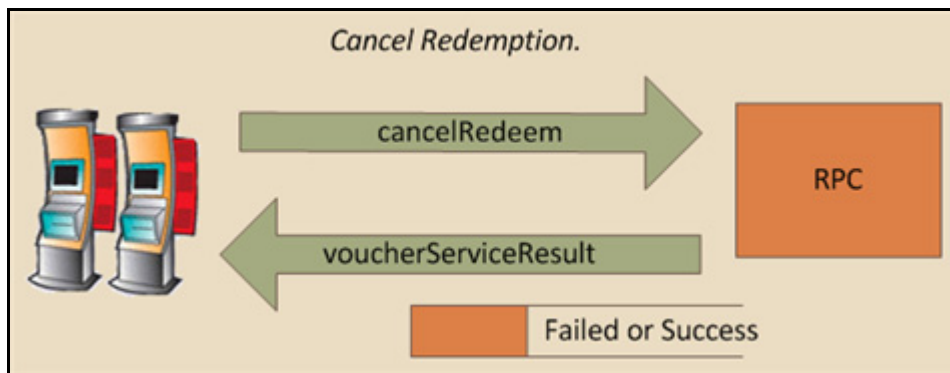 Cancel Redemption.
cancelRedeem
RPC
voucherServiceResult
Failed or Success